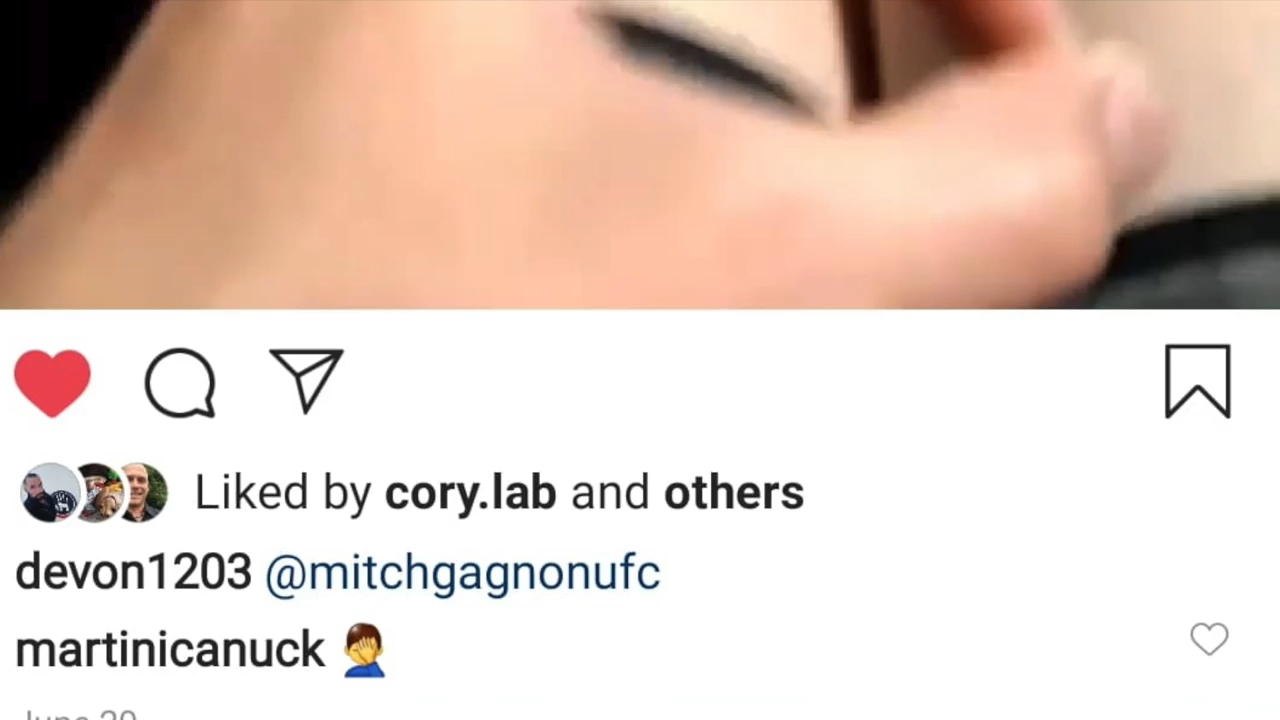 Liked by cory.lab and others
devon1203 @mitchgagnonufc
martinicanuck 🤦‍♂️